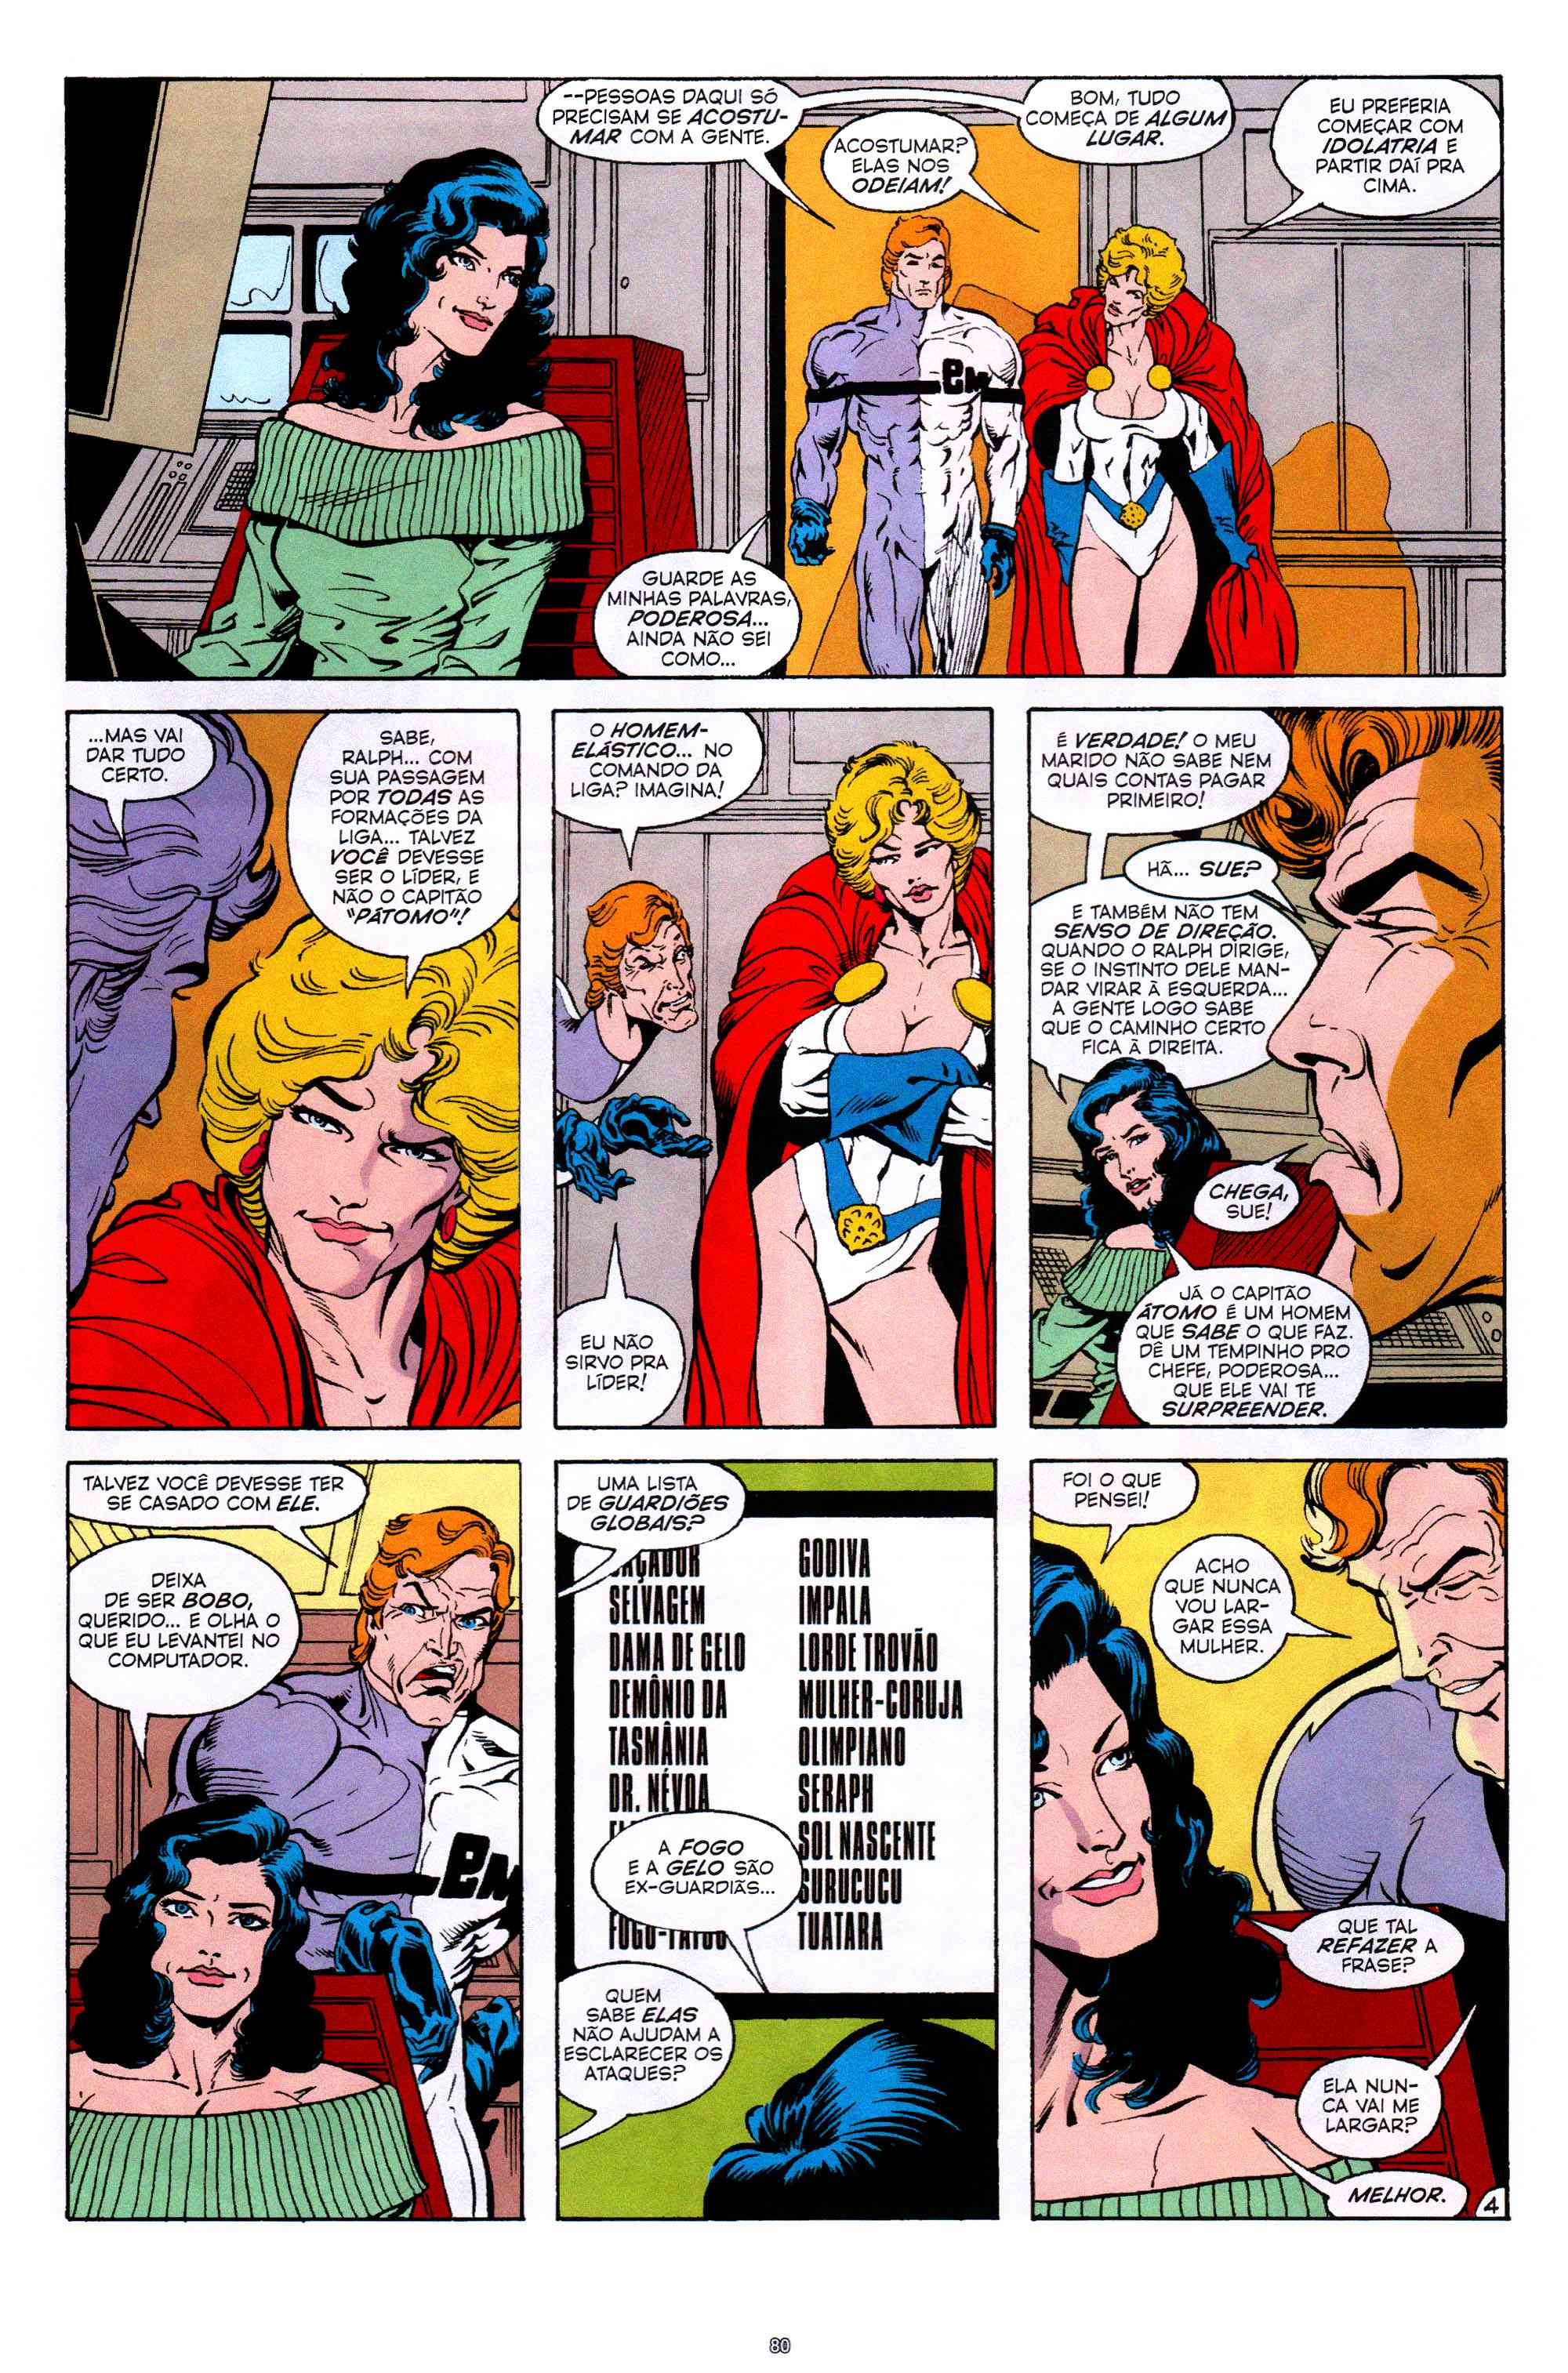 --PESSOAS DAQUI SÓ
PRECISAM SE ACOSTU-
MAR COM A GENTE.
ACOSTUMAR?
ELAS NOS
ODEIAM!
BOM, TUDO
COMEÇA DE ALGUM
LUGAR.
EU PREFERIA
COMEÇAR COM
IDOLATRIA E
PARTIR DAÍ PRA
CIMA.
em
GUARDE AS
MINHAS PALAVRAS,
PODEROSA...
AINDA NÃO SEI
COMO...
...MAS VAI
DAR TUDO
CERTO.
SABE,
RALPH... COM
SUA PASSAGEM
POR TODAS AS
FORMAÇÕES DA
LIGA... TALVEZ
VOCÊ DEVESSE
SER O LÍDER, E
NÃO O CAPITÃO
"PÁTOMO"!
O HOMEM-
ELÁSTICO... NO
COMANDO DA
LIGA? IMAGINA!
EU NÃO
SIRVO PRA
LÍDER!
É VERDADE! O MEU
MARIDO NÃO SABE NEM
QUAIS CONTAS PAGAR
PRIMEIRO!
HÃ... SUE?
E TAMBÉM NÃO TEM
SENSO DE DIREÇÃO.
QUANDO O RALPH DIRIGE,
SE O INSTINTO DELE MAN-
DAR VIRAR À ESQUERDA...
A GENTE LOGO SABE
QUE O CAMINHO CERTO
FICA À DIREITA.
CHEGA,
SUE!
JÁ O CAPITÃO
ÁTOMO É UM HOMEM
QUE SABE O QUE FAZ.
DÊ UM TEMPINHO PRO
CHEFE, PODEROSA...
QUE ELE VAI TE
SURPREENDER.
TALVEZ VOCÊ DEVESSE TER
SE CASADO COM ELE.
DEIXA
DE SER BOBO,
QUERIDO... E OLHA O
QUE EU LEVANTEI NO
COMPUTADOR.
em
UMA LISTA
DE GUARDIÕES
GLOBAIS?
CAÇADOR
SELVAGEM
DAMA DE GELO
DEMÔNIO DA
TASMÂNIA
DR. NÉVOA
GODIVA
IMPALA
LORDE TROVÃO
MULHER-CORUJA
OLIMPIANO
SERAPH
SOL NASCENTE
SURUCUCU
TUATARA
A FOGO
E A GELO SÃO
EX-GUARDIÃS...
QUEM
SABE ELAS
NÃO AJUDAM A
ESCLARECER OS
ATAQUES?
FOI O QUE
PENSEI!
ACHO
QUE NUNCA
VOU LAR-
GAR ESSA
MULHER.
QUE TAL
REFAZER A
FRASE?
ELA NUN-
CA VAI ME
LARGAR?
MELHOR.
4
80